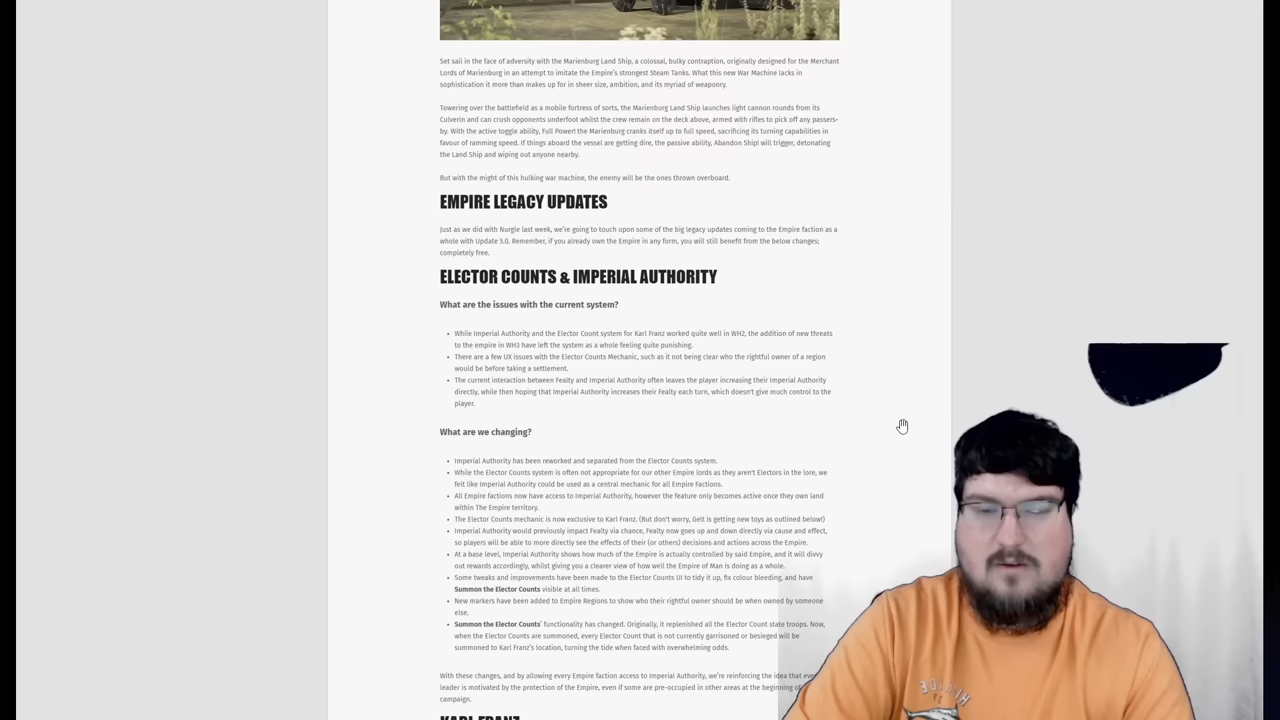 Set sail in the face of adversity with the Marienburg Land Ship, a colossal, bulky contraption, originally designed for the Merchant
Lords of Marienburg in an attempt to imitate the Empire's strongest Steam Tanks. What this new War Machine lacks in
sophistication it more than makes up for in sheer size, ambition, and its myriad of weaponry.
Towering over the battlefield as a mobile fortress of sorts, the Marienburg Land Ship launches light cannon rounds from its
Culverin and can crush opponents underfoot whilst the crew remain on the deck above, armed with rifles to pick off any passers-
by. With the active toggle ability, Full Power! the Marienburg cranks itself up to full speed, sacrificing its turning capabilities in
favour of ramming speed. If things aboard the vessel are getting dire, the passive ability, Abandon Ship! will trigger, detonating
the Land Ship and wiping out anyone nearby.
But with the might of this hulking war machine, the enemy will be the ones thrown overboard.
EMPIRE LEGACY UPDATES
Just as we did with Nurgle last week, we're going to touch upon some of the big legacy updates coming to the Empire faction as a
whole with Update 5.0. Remember, if you already own the Empire in any form, you will still benefit from the below changes;
completely free.
ELECTOR COUNTS & IMPERIAL AUTHORITY
What are the issues with the current system?
• While Imperial Authority and the Elector Count system for Karl Franz worked quite well in WH2, the addition of new threats
to the empire in WH3 have left the system as a whole feeling quite punishing.
• There are a few UX issues with the Elector Counts Mechanic, such as it not being clear who the rightful owner of a region
would be before taking a settlement.
• The current interaction between Fealty and Imperial Authority often leaves the player increasing their Imperial Authority
directly, while then hoping that Imperial Authority increases their Fealty each turn, which doesn't give much control to the
player.
What are we changing?
• Imperial Authority has been reworked and separated from the Elector Counts system.
• While the Elector Counts system is often not appropriate for our other Empire lords as they aren't Electors in the lore, we
felt like Imperial Authority could be used as a central mechanic for all Empire Factions.
• All Empire factions now have access to Imperial Authority, however the feature only becomes active once they own land
within The Empire territory.
• The Elector Counts mechanic is now exclusive to Karl Franz. (But don't worry, Gelt is getting new toys as outlined below!)
• Imperial Authority would previously impact Fealty via chance, Fealty now goes up and down directly via cause and effect,
so players will be able to more directly see the effects of their (or others) decisions and actions across the Empire.
• At a base level, Imperial Authority shows how much of the Empire is actually controlled by said Empire, and it will divvy
out rewards accordingly, whilst giving you a clearer view of how well the Empire of Man is doing as a whole.
• Some tweaks and improvements have been made to the Elector Counts UI to tidy it up, fix colour bleeding, and have
Summon the Elector Counts visible at all times.
• New markers have been added to Empire Regions to show who their rightful owner should be when owned by someone
else.
• Summon the Elector Counts' functionality has changed. Originally, it replenished all the Elector Count state troops. Now,
when the Elector Counts are summoned, every Elector Count that is not currently garrisoned or besieged will be
summoned to Karl Franz's location, turning the tide when faced with overwhelming odds.
With these changes, and by allowing every Empire faction access to Imperial Authority, we're reinforcing the idea that
leader is motivated by the protection of the Empire, even if some are pre-occupied in other areas at the beginning of
campaign.
KARL FRANZ